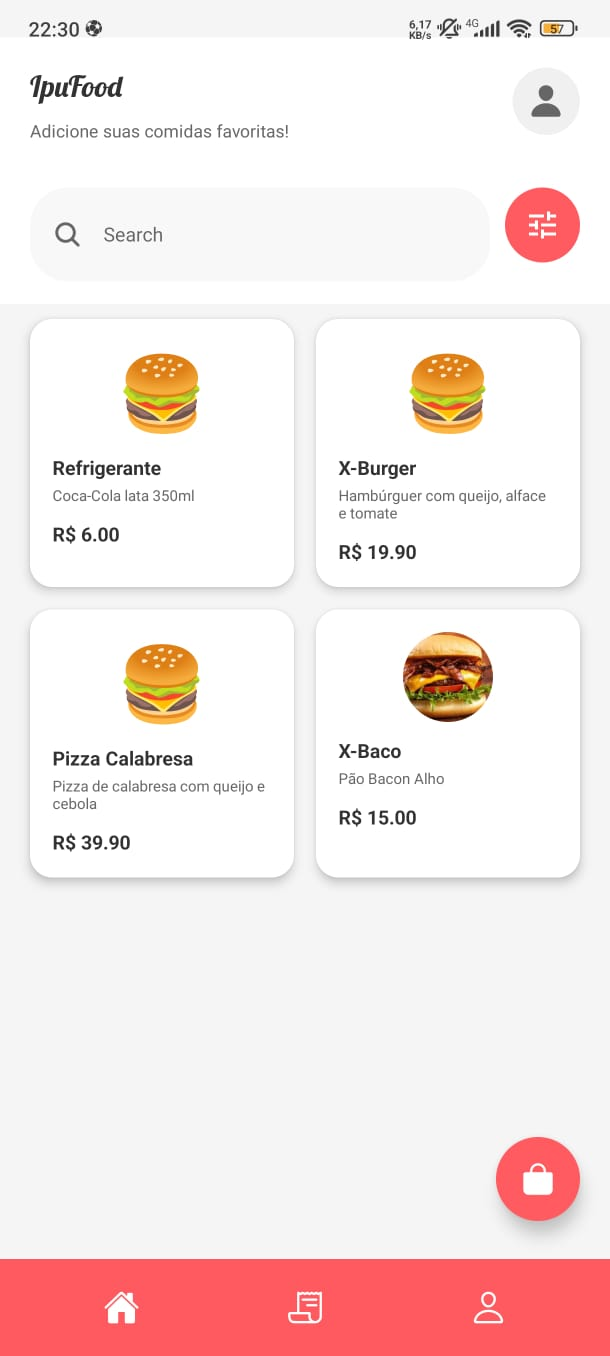 22:30
6,17
KB/s
4G
57
IpuFood
Adicione suas comidas favoritas!
Search
Refrigerante
Coca-Cola lata 350ml
R$ 6.00
X-Burger
Hambúrguer com queijo, alface
e tomate
R$ 19.90
Pizza Calabresa
Pizza de calabresa com queijo e
cebola
R$ 39.90
X-Baco
Pão Bacon Alho
R$ 15.00